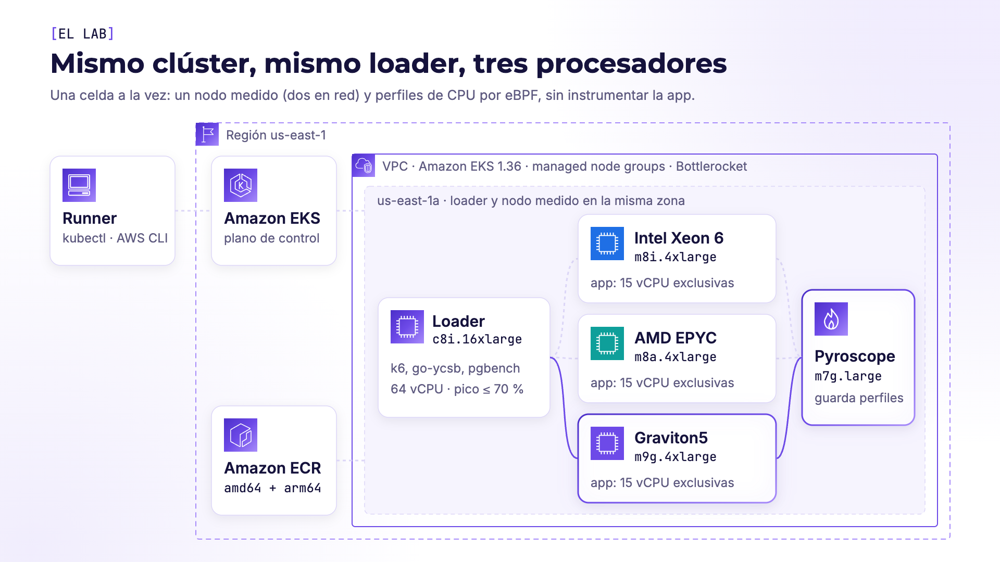 [EL LAB]
Mismo clúster, mismo loader, tres procesadores
Una celda a la vez: un nodo medido (dos en red) y perfiles de CPU por eBPF, sin instrumentar la app.
Región us-east-1
Runner
kubectl · AWS CLI
Amazon EKS
plano de control
Amazon ECR
amd64 + arm64
VPC · Amazon EKS 1.36 · managed node groups · Bottlerocket
us-east-1a · loader y nodo medido en la misma zona
Loader
c8i.16xlarge
k6, go-ycsb, pgbench
64 vCPU · pico ≤ 70 %
Intel Xeon 6
m8i.4xlarge
app: 15 vCPU exclusivas
AMD EPYC
m8a.4xlarge
app: 15 vCPU exclusivas
Graviton5
m9g.4xlarge
app: 15 vCPU exclusivas
Pyroscope
m7g.large
guarda perfiles